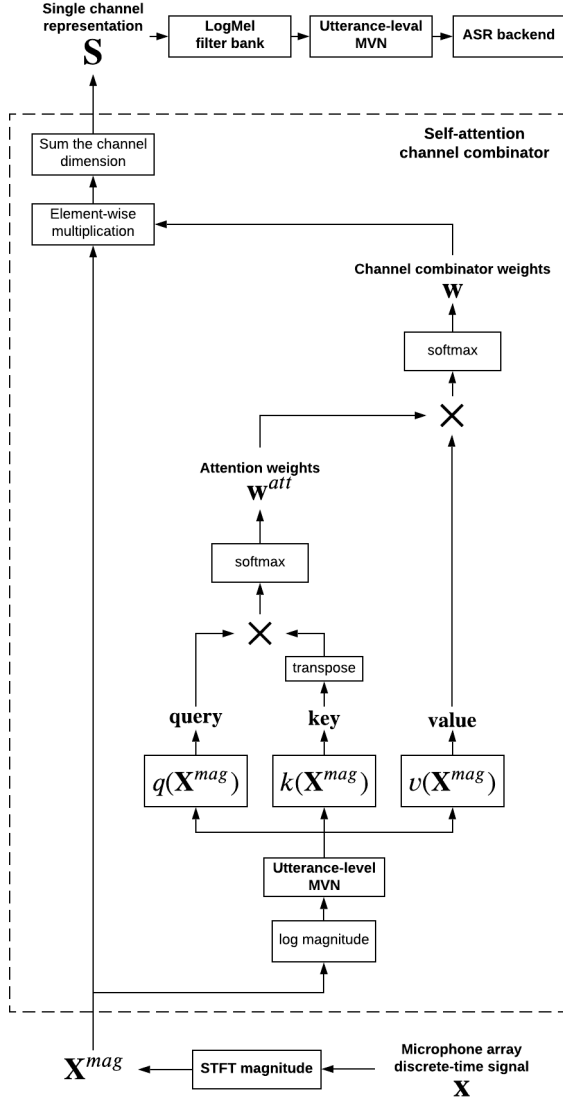 Single channel
representation
S
LogMel
filter bank
Utterance-leval
MVN
ASR backend
Self-attention
channel combinator
Sum the channel
dimension
Element-wise
multiplication
Channel combinator weights
w
softmax
×
Attention weights
w^{att}
softmax
×
transpose
query
key
value
q(X^{mag})
k(X^{mag})
v(X^{mag})
Utterance-level
MVN
log magnitude
X^{mag}
STFT magnitude
Microphone array
discrete-time signal
x